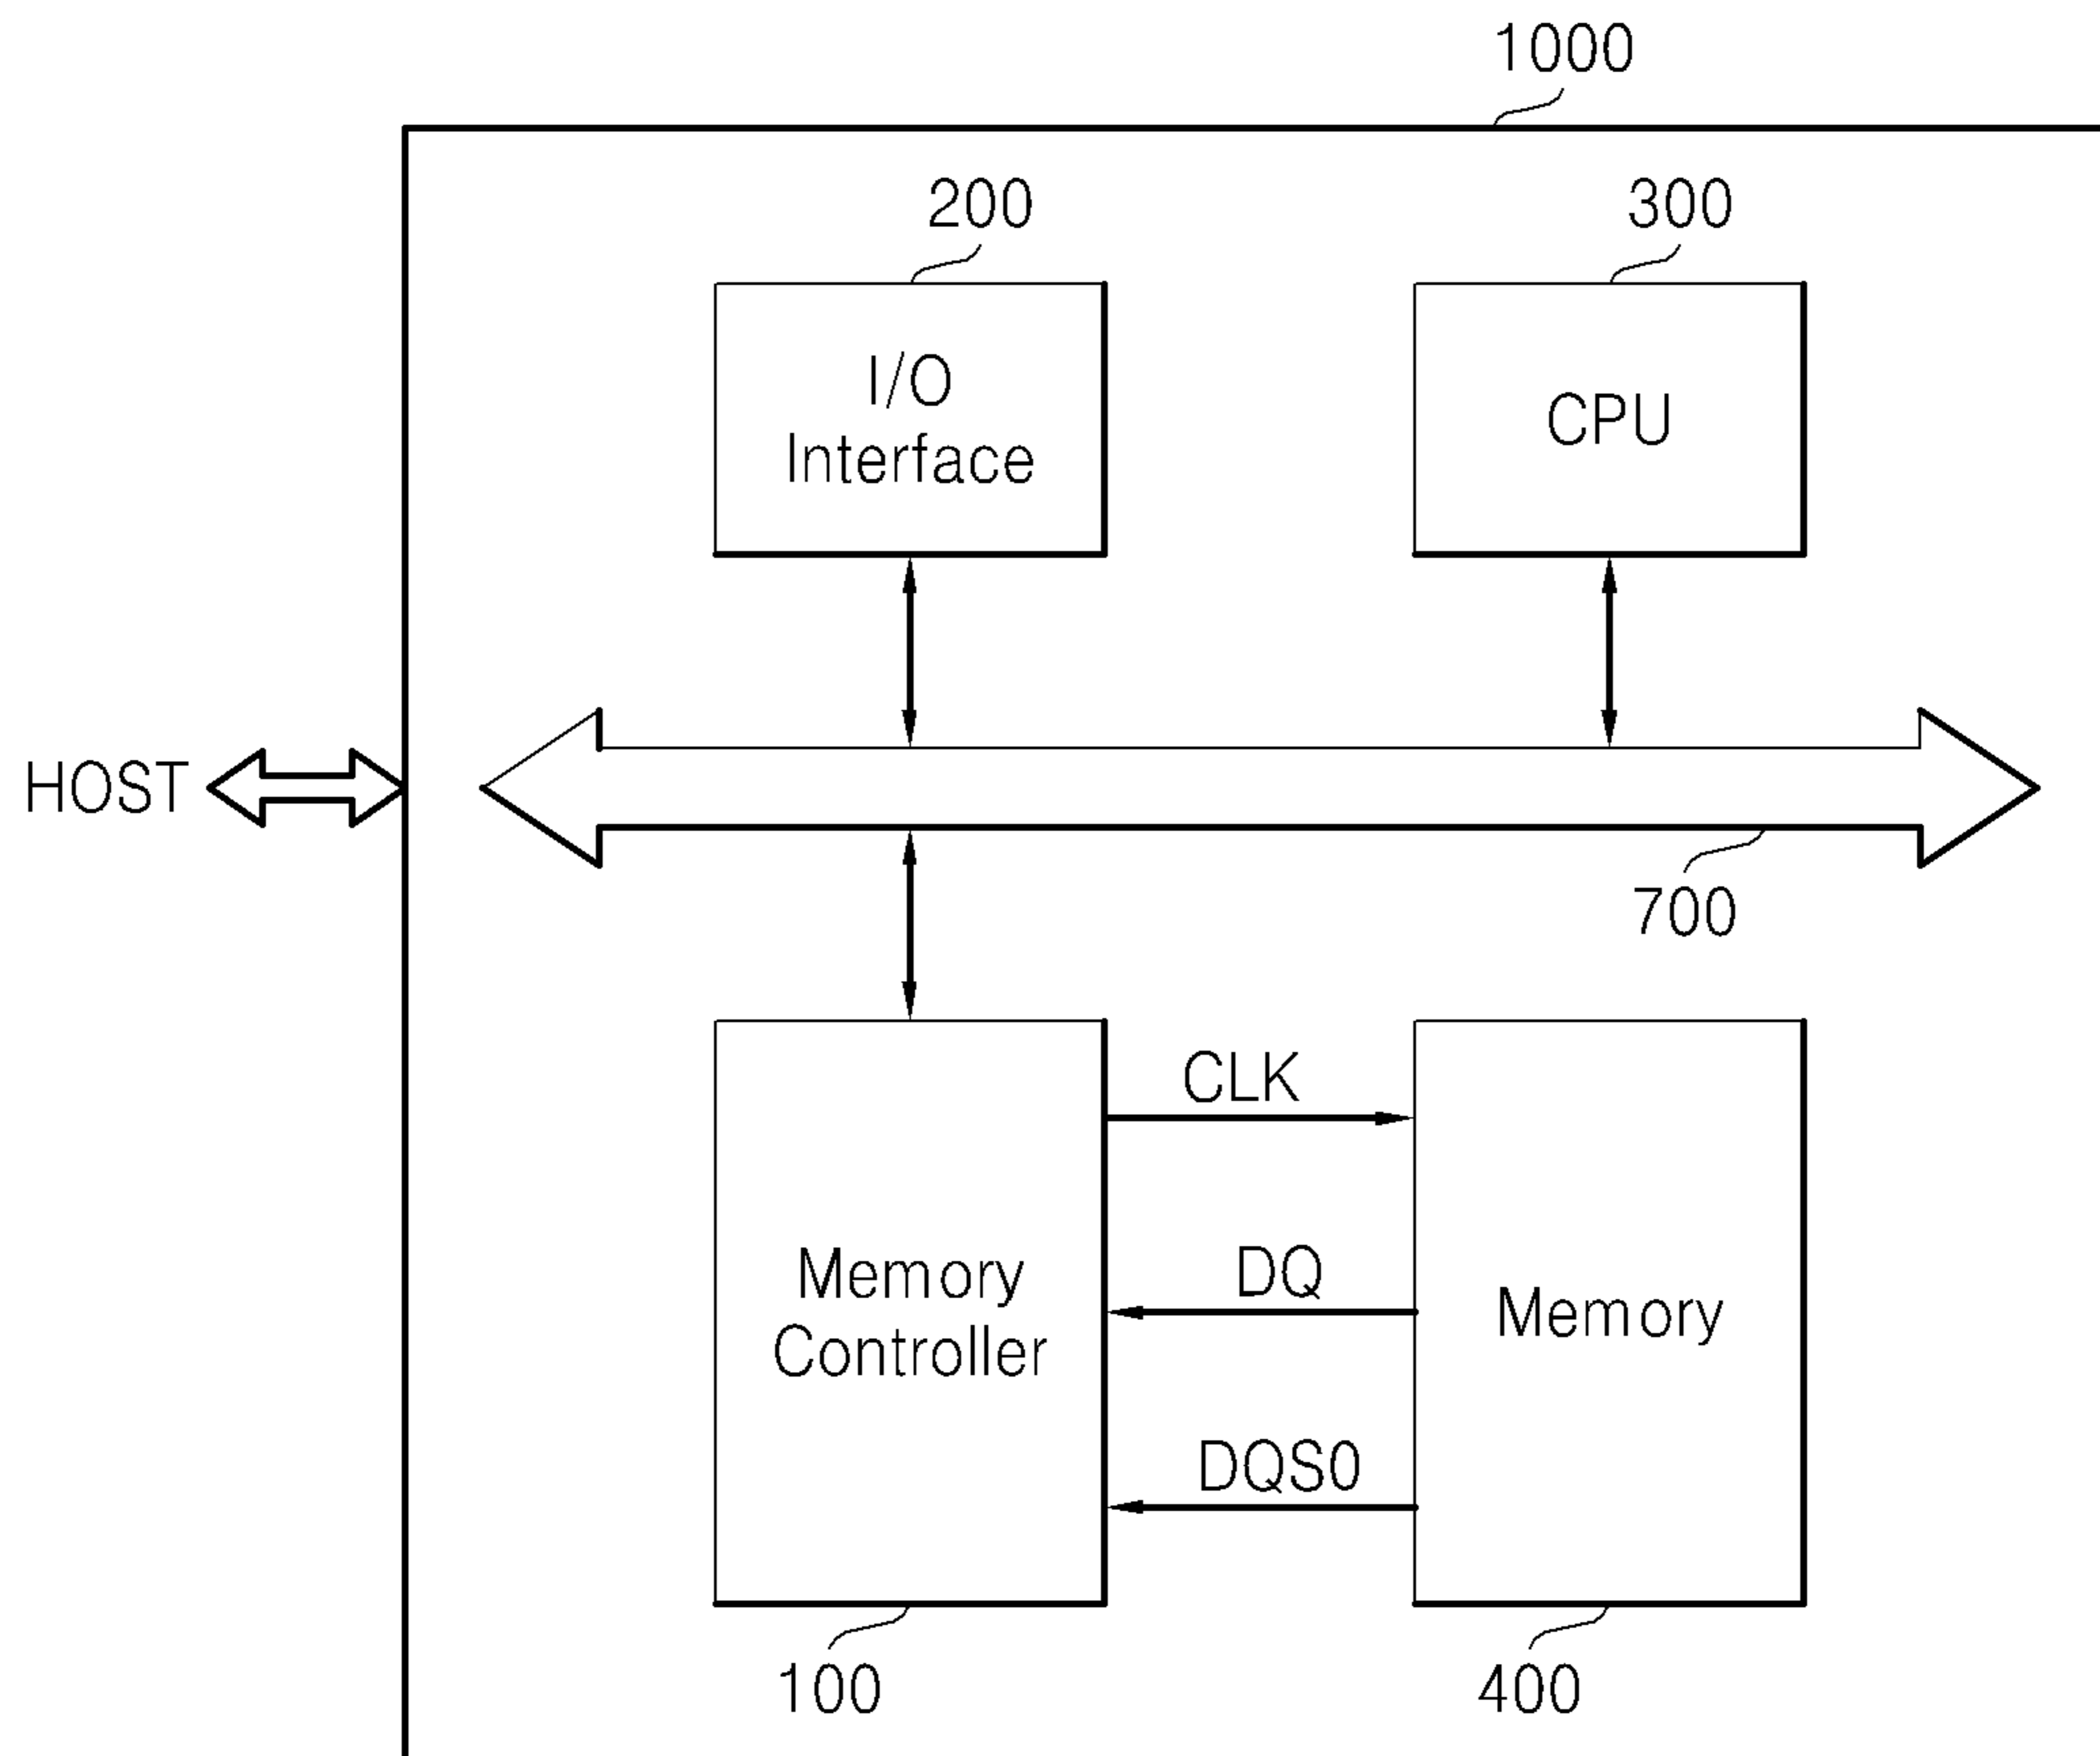 1000
200
300
I/O
Interface
CPU
HOST
700
CLK
DQ
Memory
Controller
Memory
DQS0
100
400